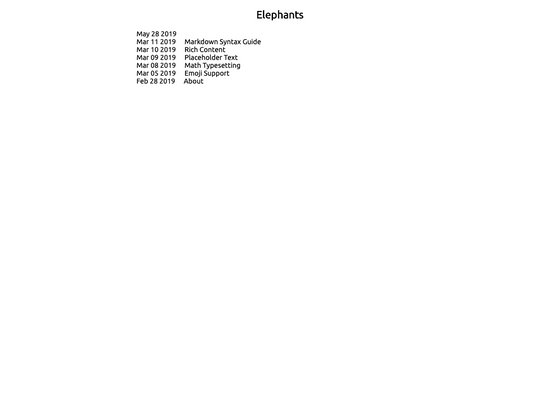 Elephants
May 28 2019
Mar 11 2019 Markdown Syntax Guide
Mar 10 2019 Rich Content
Mar 09 2019 Placeholder Text
Mar 08 2019 Math Typesetting
Mar 05 2019 Emoji Support
Feb 28 2019 About